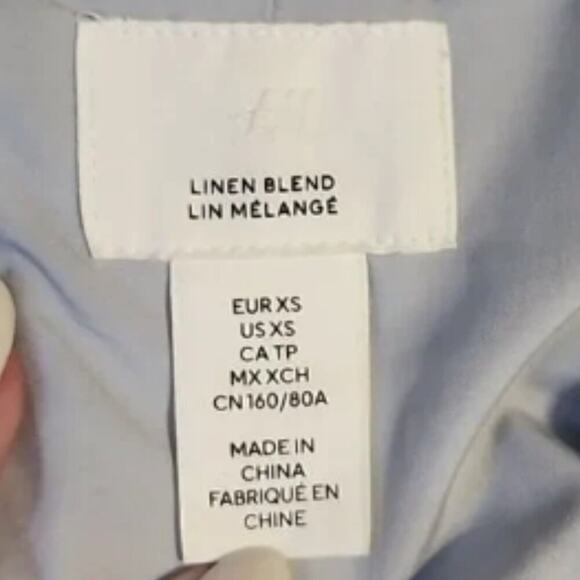 LINEN BLEND
LIN MÉLANGÉ
EUR XS
US XS
CA TP
MX XCH
CN 160/80A
MADE IN
CHINA
FABRIQUÉ EN
CHINE